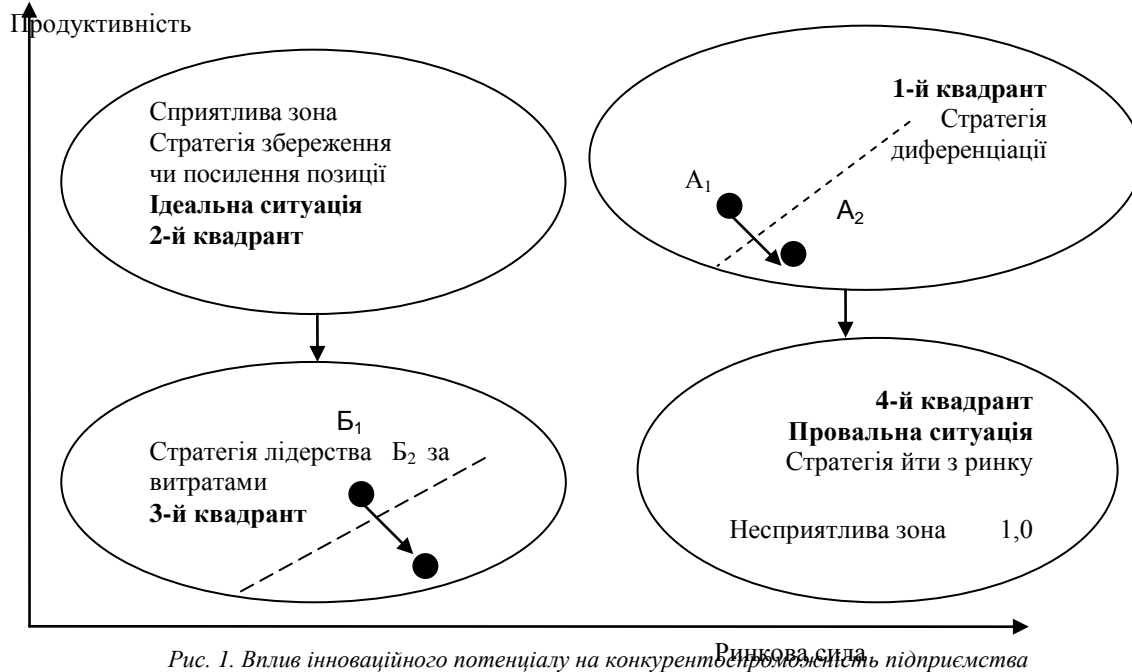 Продуктивність
Сприятлива зона
Стратегія збереження
чи посилення позиції
Ідеальна ситуація
2-й квадрант
1-й квадрант
Стратегія
диференціації
А₁
А₂
Б₁
Стратегія лідерства Б₂ за
витратами
3-й квадрант
4-й квадрант
Провальна ситуація
Стратегія йти з ринку
Несприятлива зона 1,0
Ринкова сила
Рис. 1. Вплив інноваційного потенціалу на конкурентоспроможність підприємства